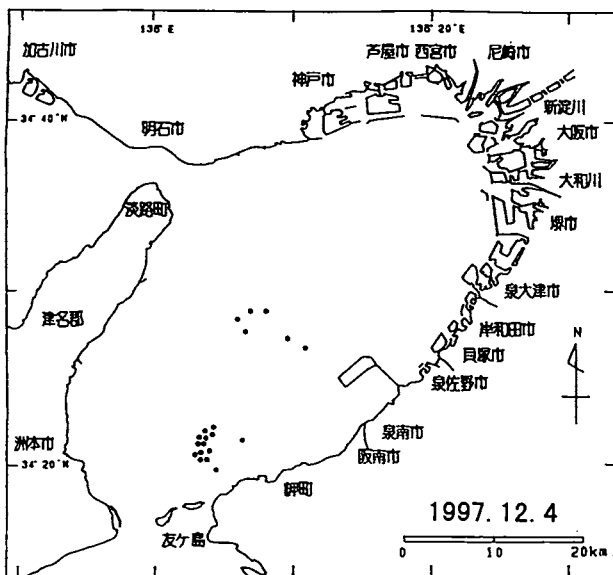 135°E
135°20'
加古川市
芦屋市 西宮市 尼崎市
神戸市
新淀川
34°40'N
明石市
大阪市
大和川
淡路町
堺市
泉大津市
津名郡
岸和田市
N
貝塚市
泉佐野市
洲本市
泉南市
阪南市
34°20'N
岬町
1997.12.4
友ケ島
0 10 20km